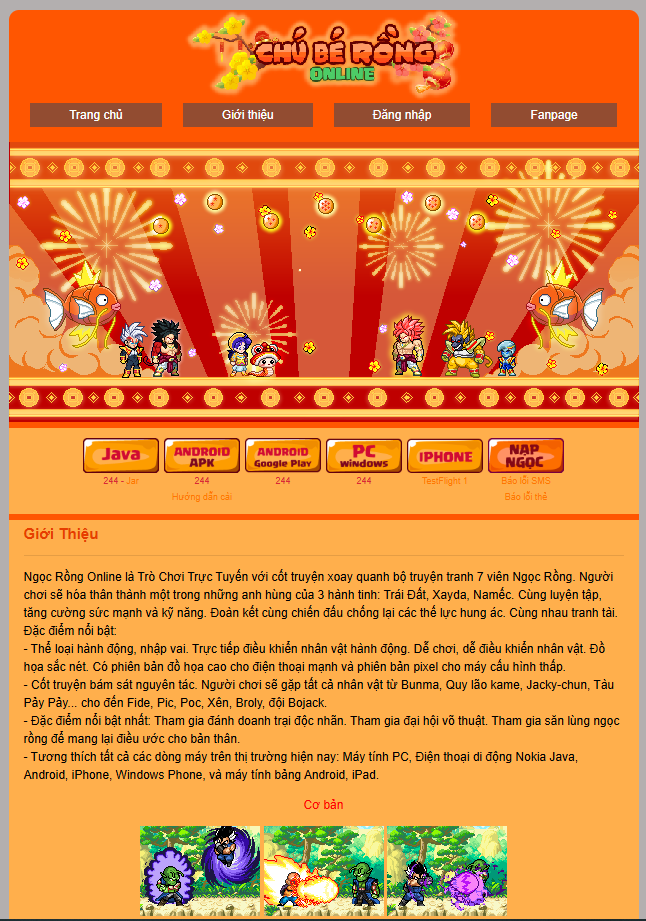 CHÚ BÉ RỒNG
ONLINE
Trang chủ Giới thiệu Đăng nhập Fanpage
Java ANDROID APK ANDROID Google Play PC WINDOWS IPHONE NẠP NGỌC
244 - Jar 244 244 244 TestFlight 1 Báo lỗi SMS
Hướng dẫn cài Báo lỗi thẻ
Giới Thiệu
Ngọc Rồng Online là Trò Chơi Trực Tuyến với cốt truyện xoay quanh bộ truyện tranh 7 viên Ngọc Rồng. Người
chơi sẽ hóa thân thành một trong những anh hùng của 3 hành tinh: Trái Đất, Xayda, Namếc. Cùng luyện tập,
tăng cường sức mạnh và kỹ năng. Đoàn kết cùng chiến đấu chống lại các thế lực hung ác. Cùng nhau tranh tài.
Đặc điểm nổi bật:
- Thể loại hành động, nhập vai. Trực tiếp điều khiển nhân vật hành động. Dễ chơi, dễ điều khiển nhân vật. Đồ
họa sắc nét. Có phiên bản đồ họa cao cho điện thoại mạnh và phiên bản pixel cho máy cấu hình thấp.
- Cốt truyện bám sát nguyên tác. Người chơi sẽ gặp tất cả nhân vật từ Bunma, Quy lão kame, Jacky-chun, Tàu
Pảy Pảy... cho đến Fide, Pic, Poc, Xên, Broly, đội Bojack.
- Đặc điểm nổi bật nhất: Tham gia đánh doanh trại độc nhãn. Tham gia đại hội võ thuật. Tham gia săn lùng ngọc
rồng để mang lại điều ước cho bản thân.
- Tương thích tất cả các dòng máy trên thị trường hiện nay: Máy tính PC, Điện thoại di động Nokia Java,
Android, iPhone, Windows Phone, và máy tính bảng Android, iPad.
Cơ bản